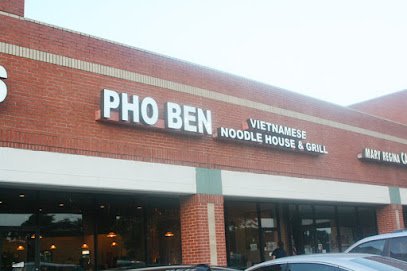 PHO BEN
VIETNAMESE
NOODLE HOUSE & GRILL
MARY REGINA